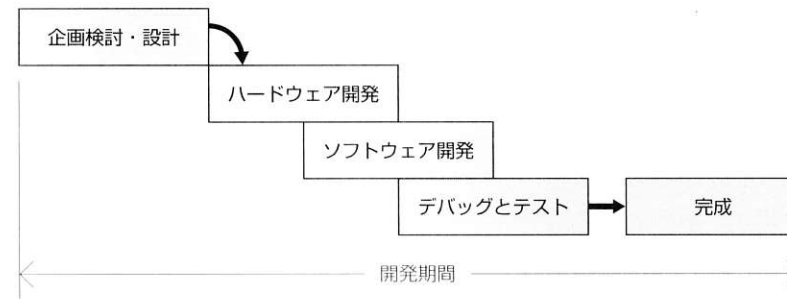 企画検討・設計
ハードウェア開発
ソフトウェア開発
デバッグとテスト
完成
開発期間